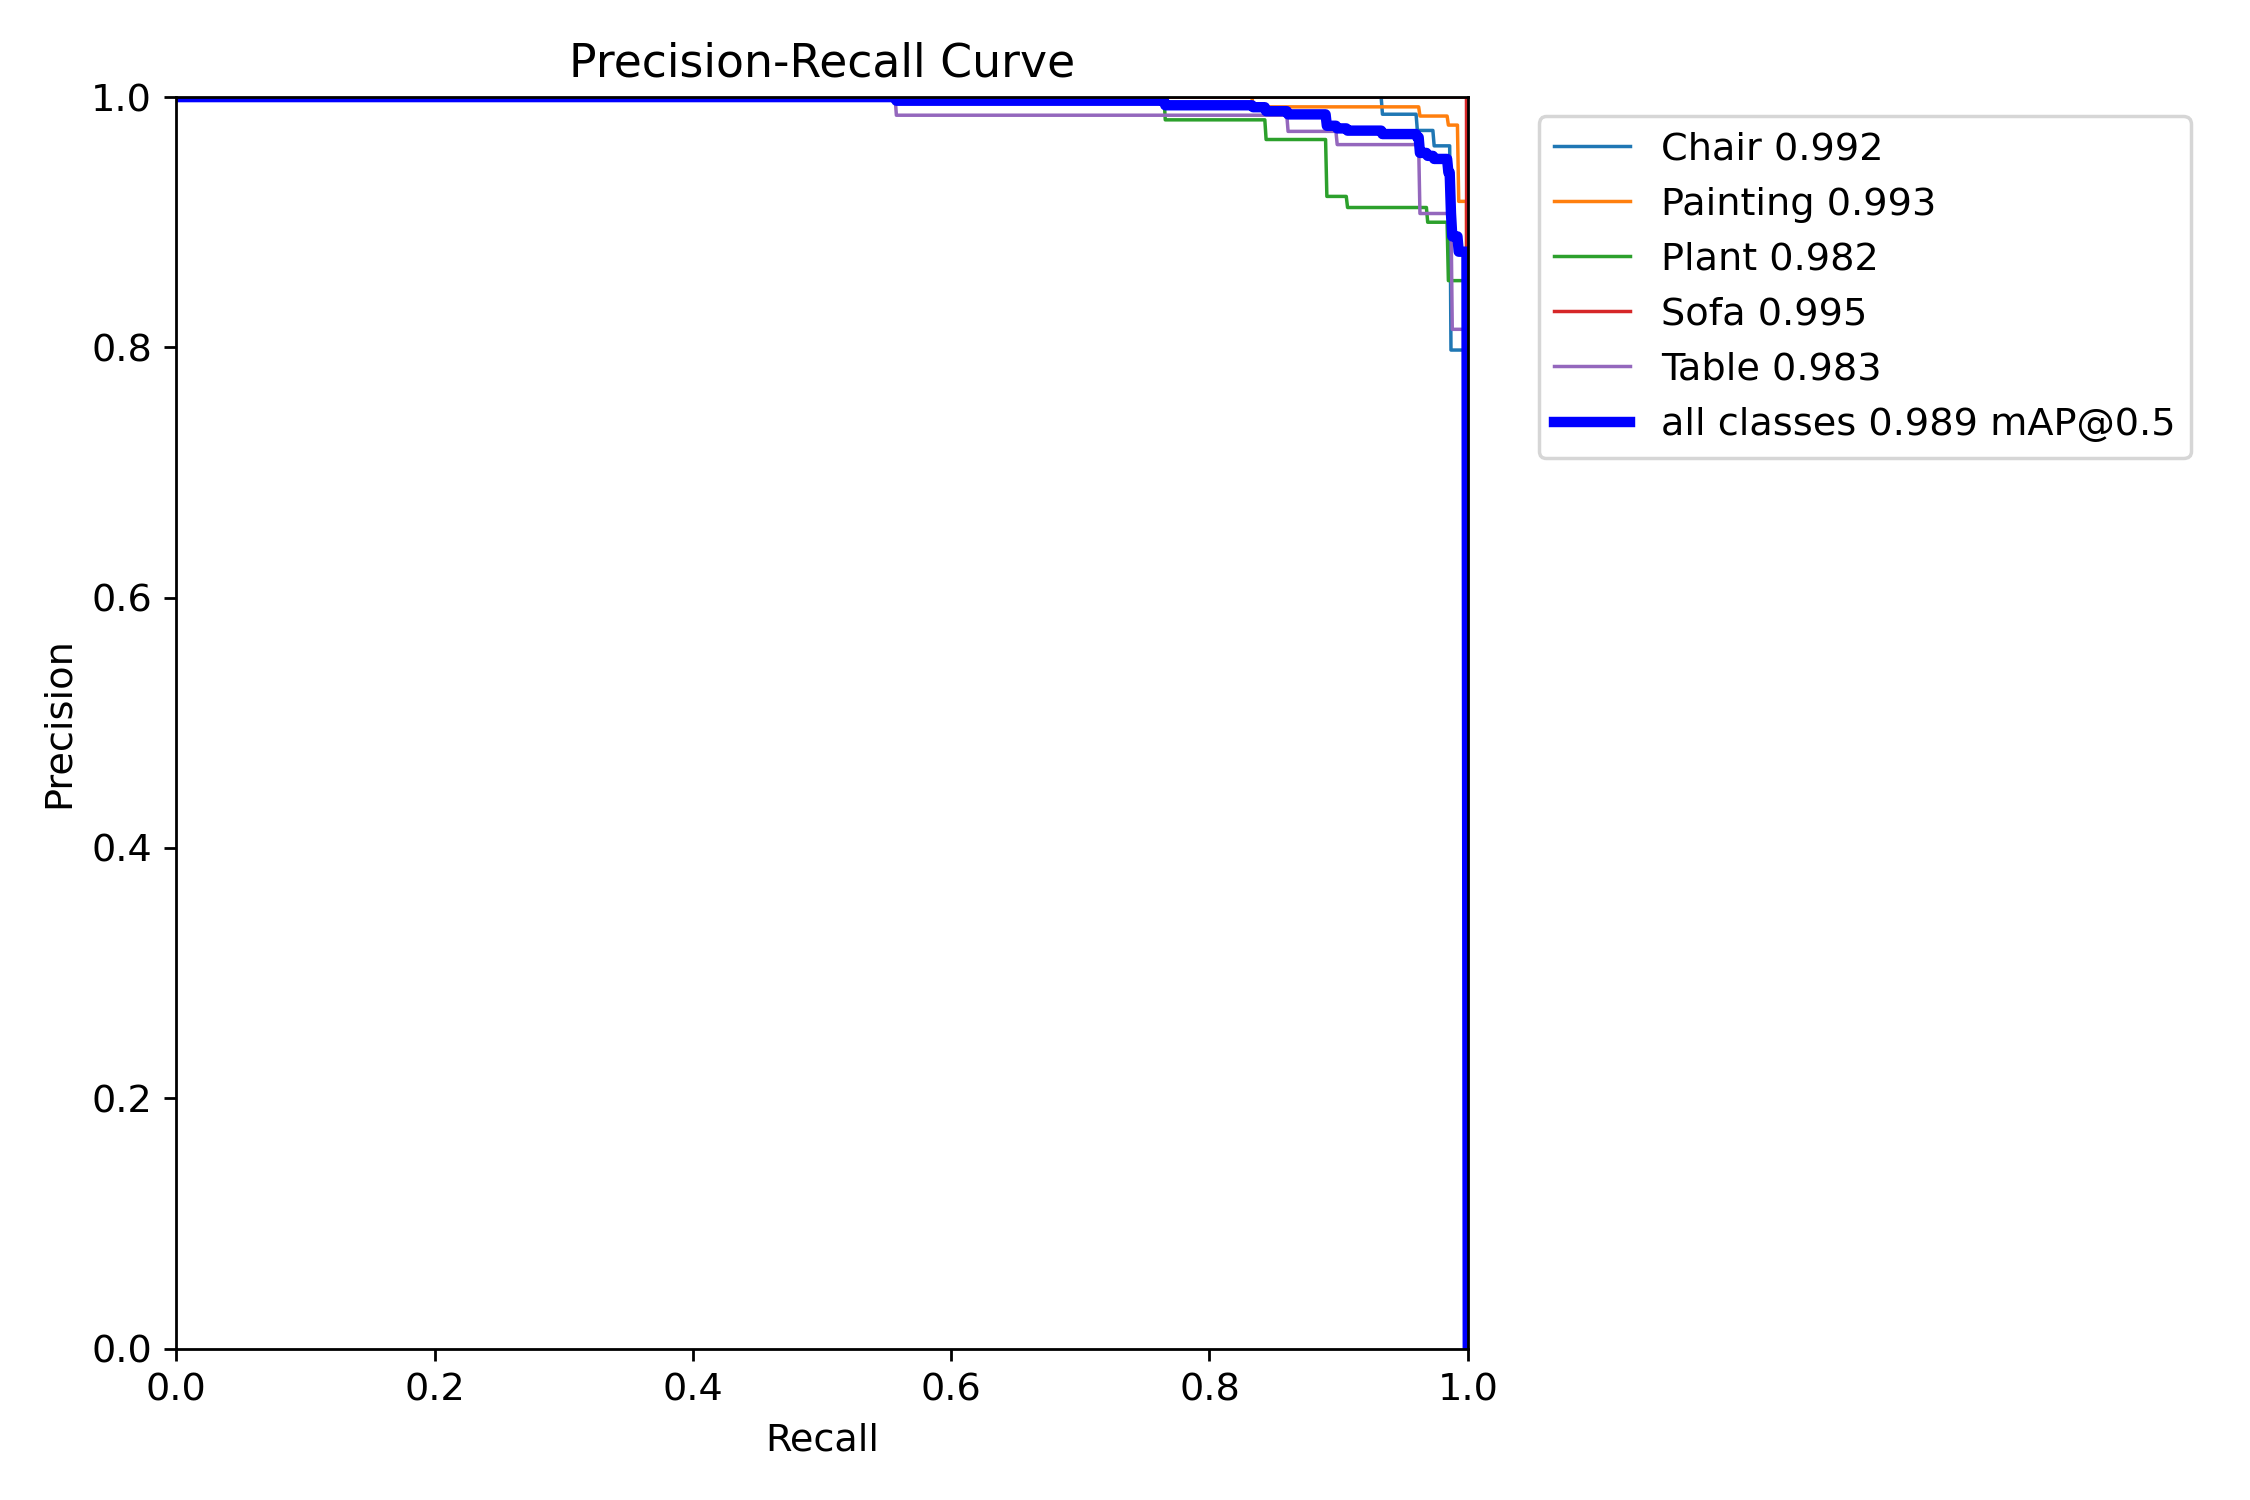 Precision-Recall Curve
1.0
0.8
0.6
0.4
0.2
0.0
Precision
0.0 0.2 0.4 0.6 0.8 1.0
Recall
Chair 0.992
Painting 0.993
Plant 0.982
Sofa 0.995
Table 0.983
all classes 0.989 mAP@0.5